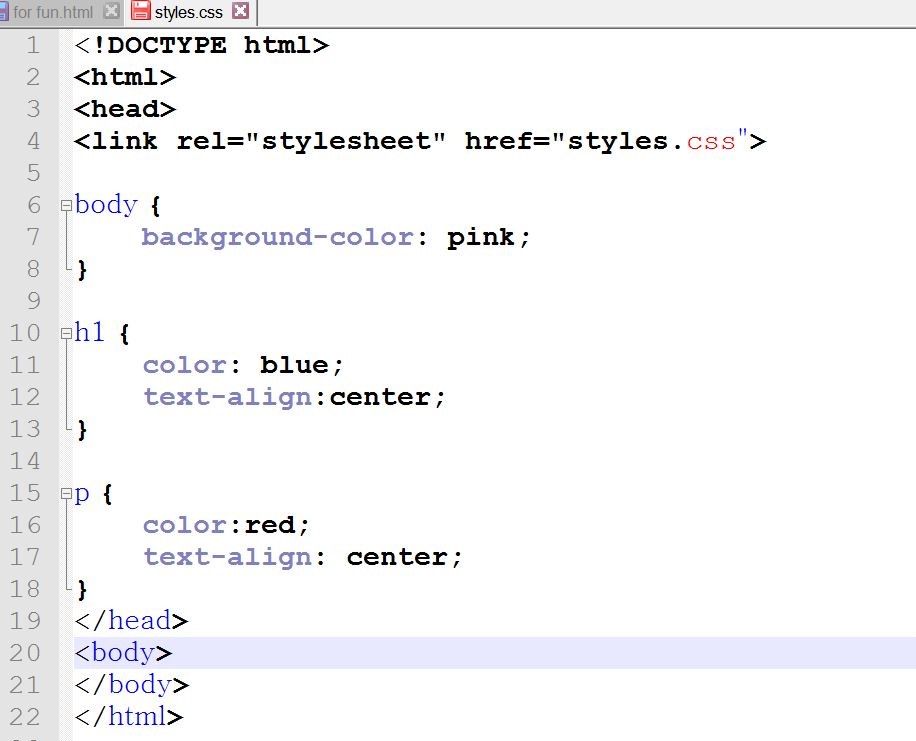 for fun.html styles.css
1 <!DOCTYPE html>
2 <html>
3 <head>
4 <link rel="stylesheet" href="styles.css">
5
6 body {
7 background-color: pink;
8 }
9
10 h1 {
11 color: blue;
12 text-align:center;
13 }
14
15 p {
16 color:red;
17 text-align: center;
18 }
19 </head>
20 <body>
21 </body>
22 </html>